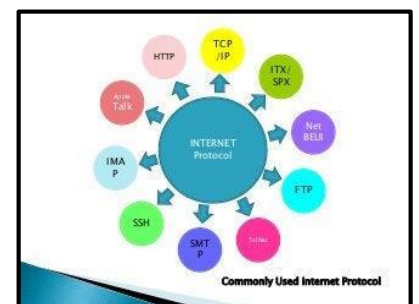 HTTP
TCP
/IP
ITX/
SPX
Apple
Talk
INTERNET
Protocol
Net
BEUI
IMA
P
FTP
SSH
SMT
P
TelNet
Commonly Used Internet Protocol